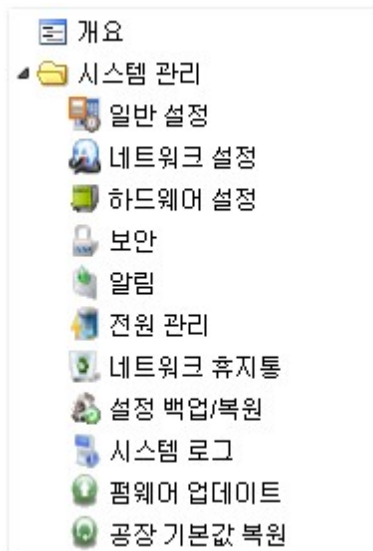 개요
시스템 관리
일반 설정
네트워크 설정
하드웨어 설정
보안
알림
전원 관리
네트워크 휴지통
설정 백업/복원
시스템 로그
펌웨어 업데이트
공장 기본값 복원